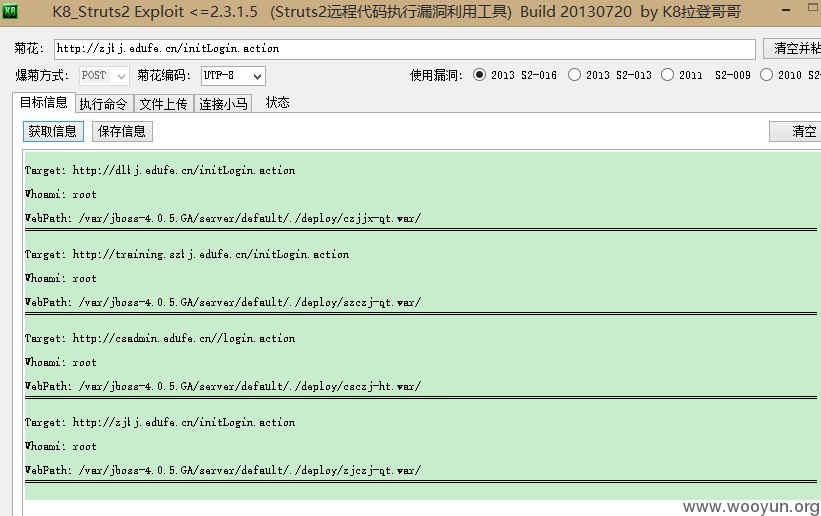 K8 K8_Struts2 Exploit <=2.3.1.5 (Struts2远程代码执行漏洞利用工具) Build 20130720 by K8拉登哥哥
菊花: http://zjkj.edufe.cn/initLogin.action 清空并粘
爆菊方式: POST 菊花编码: UTF-8 使用漏洞: 2013 S2-016 2013 S2-013 2011 S2-009 2010 S2-
目标信息 执行命令 文件上传 连接小马 状态
获取信息 保存信息 清空
Target: http://dlkj.edufe.cn/initLogin.action
Whoami: root
WebPath: /var/jboss-4.0.5.GA/server/default/./deploy/czjjx-qt.war/
Target: http://training.szkj.edufe.cn/initLogin.action
Whoami: root
WebPath: /var/jboss-4.0.5.GA/server/default/./deploy/szczj-qt.war/
Target: http://csadmin.edufe.cn//login.action
Whoami: root
WebPath: /var/jboss-4.0.5.GA/server/default/./deploy/csczj-ht.war/
Target: http://zjkj.edufe.cn/initLogin.action
Whoami: root
WebPath: /var/jboss-4.0.5.GA/server/default/./deploy/zjczj-qt.war/
www.wooyun.org